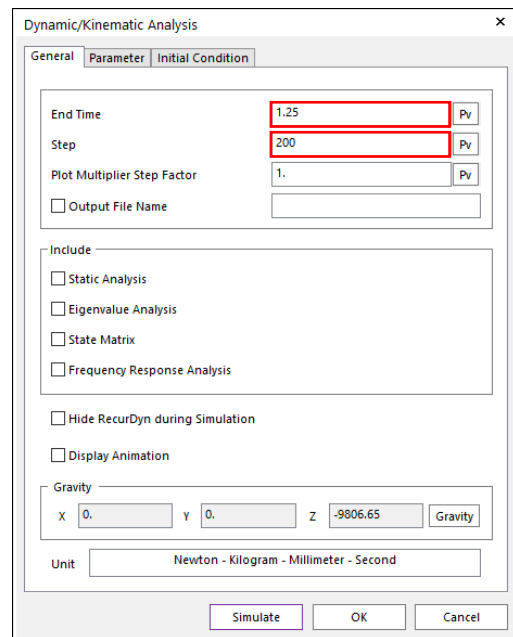 Dynamic/Kinematic Analysis
General Parameter Initial Condition
End Time 1.25 Pv
Step 200 Pv
Plot Multiplier Step Factor 1. Pv
Output File Name
Include
Static Analysis
Eigenvalue Analysis
State Matrix
Frequency Response Analysis
Hide RecurDyn during Simulation
Display Animation
Gravity
X 0. Y 0. Z -9806.65 Gravity
Unit Newton - Kilogram - Millimeter - Second
Simulate OK Cancel